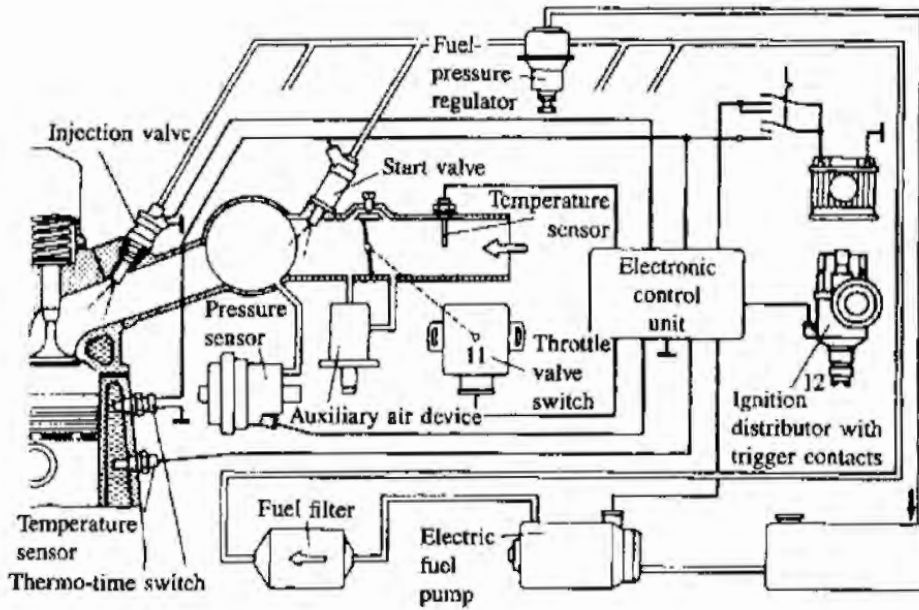 Fuel-
pressure
regulator
Injection valve
Start valve
Temperature
sensor
Electronic
control
unit
Pressure
sensor
11
Throttle
valve
switch
Auxiliary air device
12
Ignition
distributor with
trigger contacts
Temperature
sensor
Thermo-time switch
Fuel filter
Electric
fuel
pump